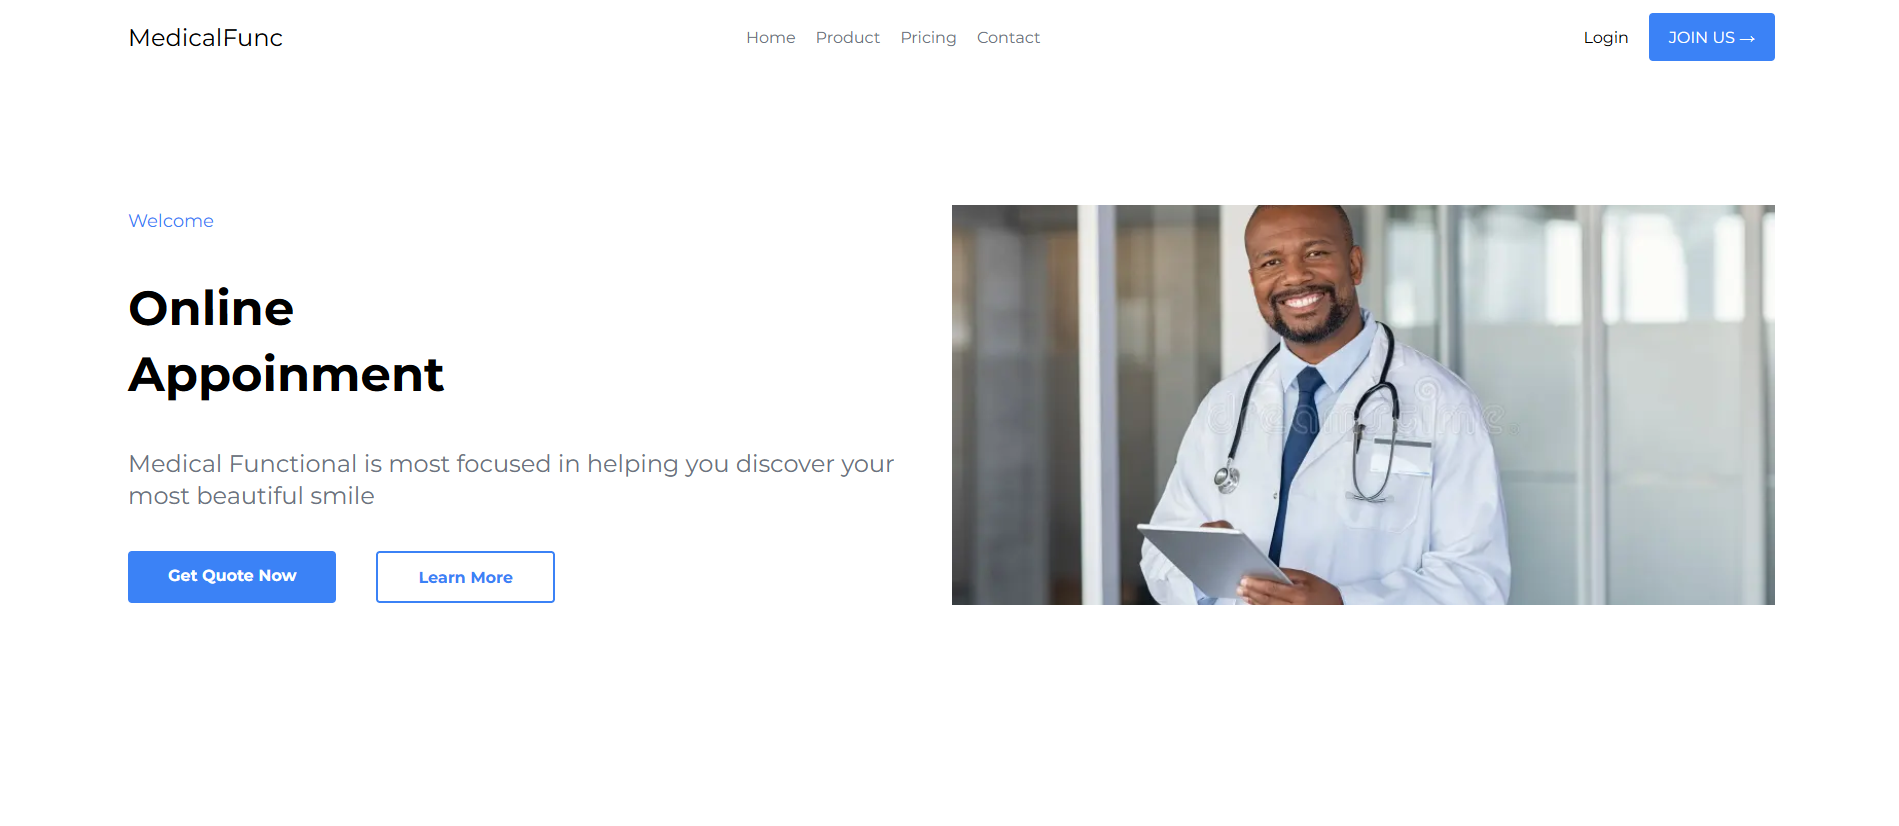 MedicalFunc
Home Product Pricing Contact
Login
JOIN US →
Welcome
Online
Appoinment
Medical Functional is most focused in helping you discover your
most beautiful smile
Get Quote Now
Learn More
dreamstime